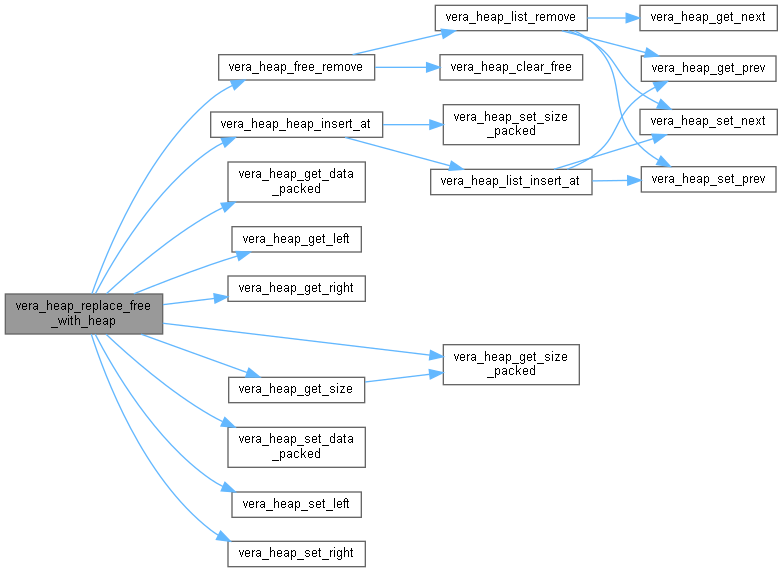 vera_heap_replace_free
_with_heap
vera_heap_free_remove
vera_heap_heap_insert_at
vera_heap_get_data
_packed
vera_heap_get_left
vera_heap_get_right
vera_heap_get_size
vera_heap_set_data
_packed
vera_heap_set_left
vera_heap_set_right
vera_heap_list_remove
vera_heap_clear_free
vera_heap_set_size
_packed
vera_heap_list_insert_at
vera_heap_get_size
_packed
vera_heap_get_next
vera_heap_get_prev
vera_heap_set_next
vera_heap_set_prev